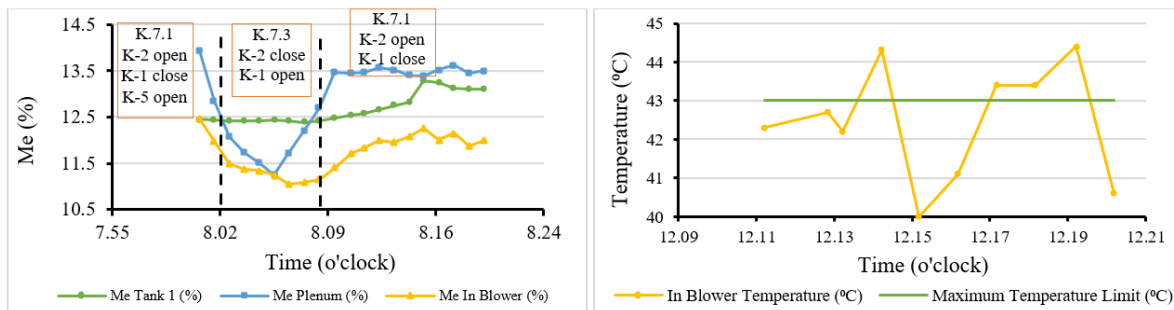 14.5
13.5
12.5
11.5
10.5
Me (%)
K.7.1
K-2 open
K-1 close
K-5 open
K.7.3
K-2 close
K-1 open
K.7.1
K-2 open
K-1 close
7.55 8.02 8.09 8.16 8.24
Time (o'clock)
Me Tank 1 (%) Me Plenum (%) Me In Blower (%)
45
44
43
42
41
40
Temperature (⁰C)
12.09 12.11 12.13 12.15 12.17 12.19 12.21
Time (o'clock)
In Blower Temperature (⁰C) Maximum Temperature Limit (⁰C)